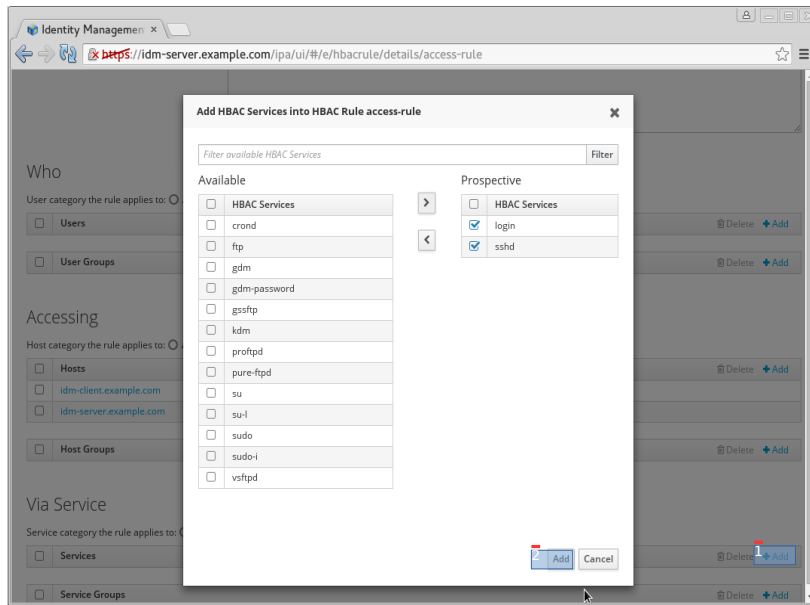 Identity Managemen ×
https://idm-server.example.com/ipa/ui/#/e/hbacrule/details/access-rule
Add HBAC Services into HBAC Rule access-rule
Filter available HBAC Services
Filter
Available
Prospective
HBAC Services
crond
ftp
gdm
gdm-password
gssftp
kdm
proftpd
pure-ftpd
su
su-l
sudo
sudo-i
vsftpd
>
<
HBAC Services
login
sshd
2 Add
Cancel
Who
User category the rule applies to:
Users
Delete + Add
User Groups
Delete + Add
Accessing
Host category the rule applies to:
Hosts
Delete + Add
idm-client.example.com
idm-server.example.com
Host Groups
Delete + Add
Via Service
Service category the rule applies to:
Services
Delete 1 + Add
Service Groups
Delete + Add